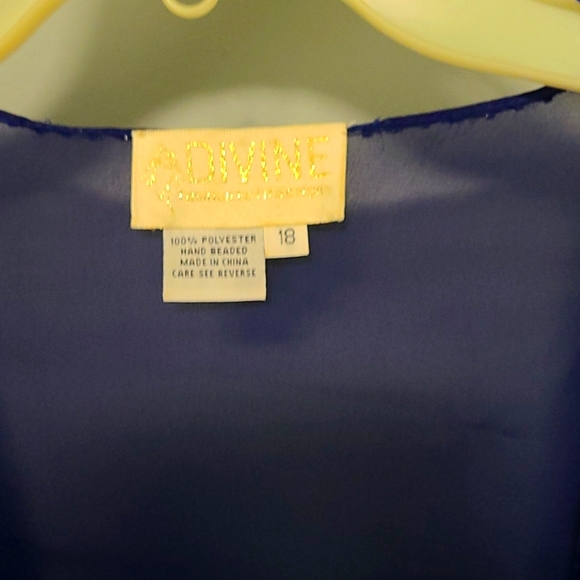 DIVINE
18
100% POLYESTER
HAND BEADED
MADE IN CHINA
CARE SEE REVERSE